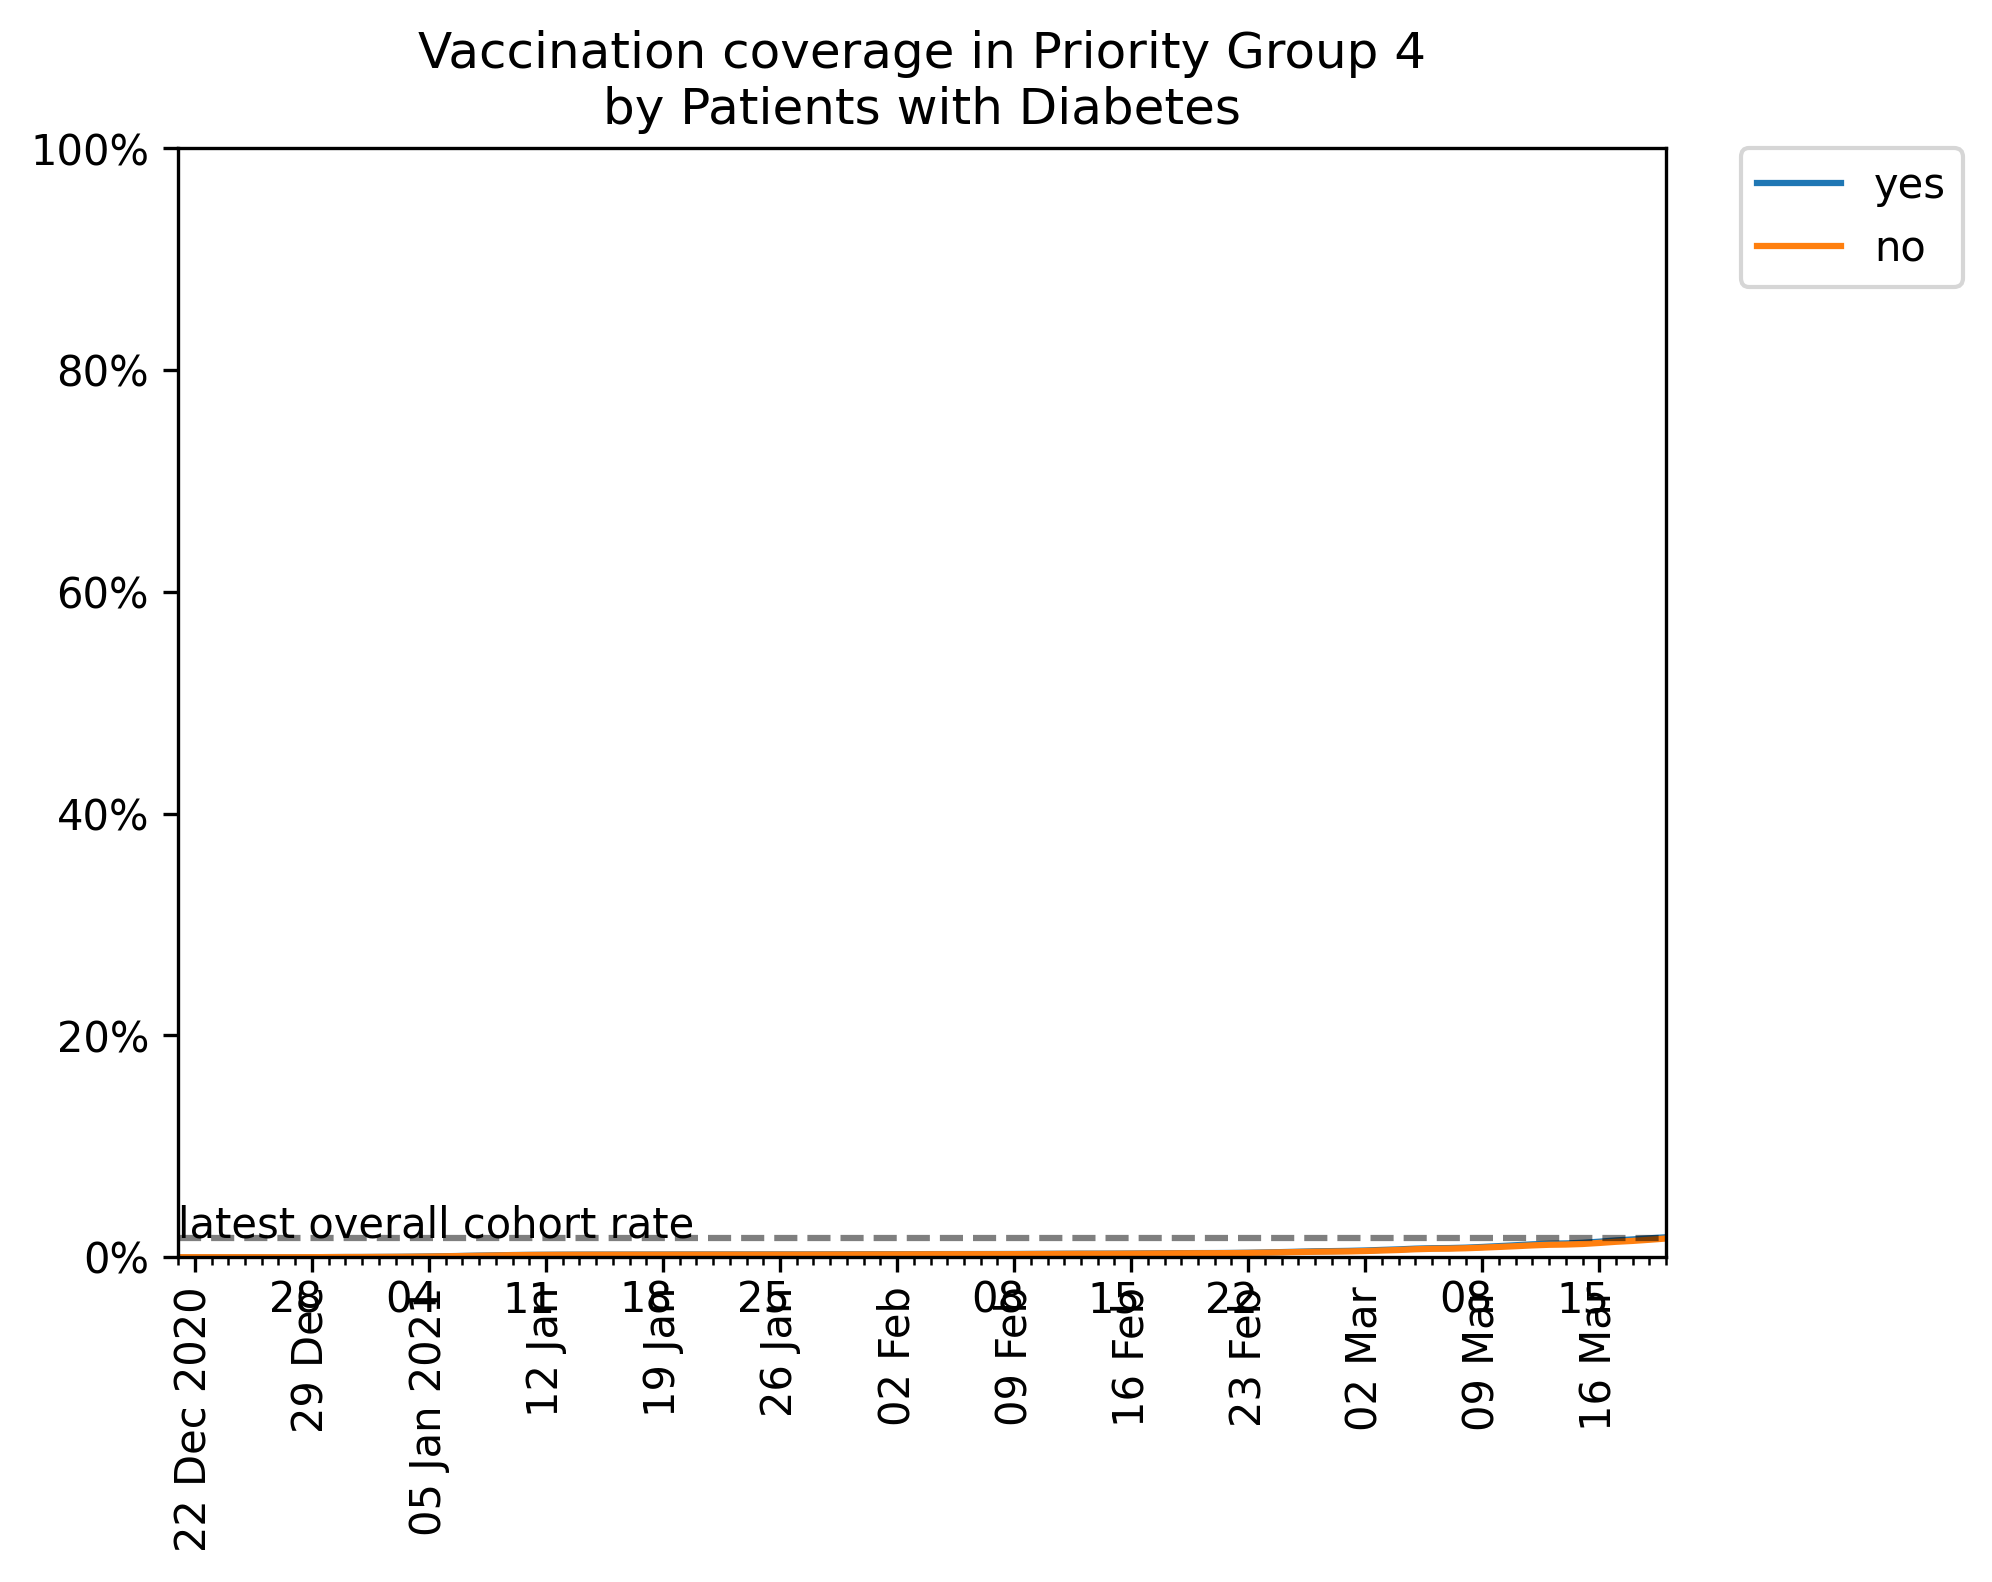 Vaccination coverage in Priority Group 4
by Patients with Diabetes
100%
80%
60%
40%
20%
0%
yes
no
latest overall cohort rate
28
04
11
18
25
08
15
22
08
15
22 Dec 2020
29 Dec
05 Jan 2021
12 Jan
19 Jan
26 Jan
02 Feb
09 Feb
16 Feb
23 Feb
02 Mar
09 Mar
16 Mar